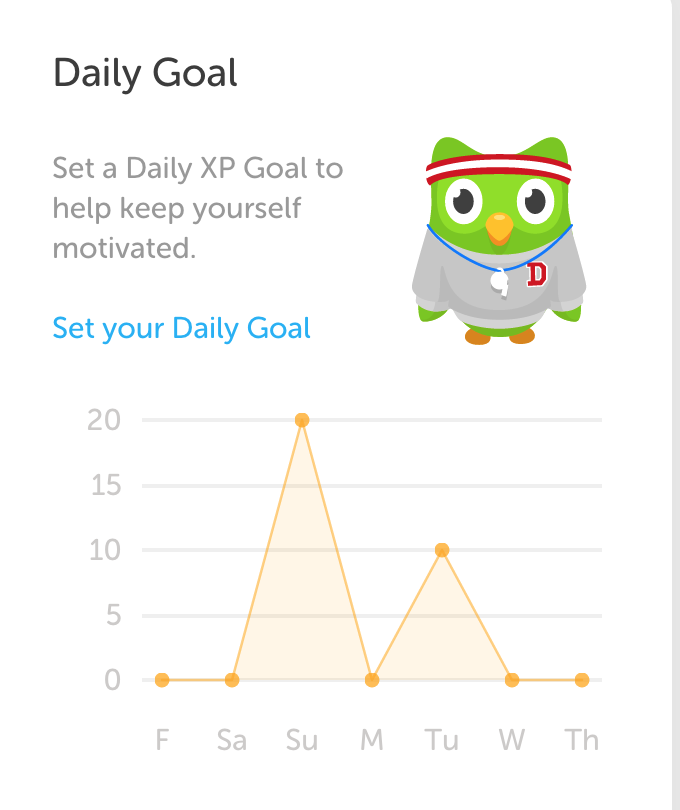 Daily Goal
Set a Daily XP Goal to
help keep yourself
motivated.
D
Set your Daily Goal
20
15
10
5
0
F Sa Su M Tu W Th